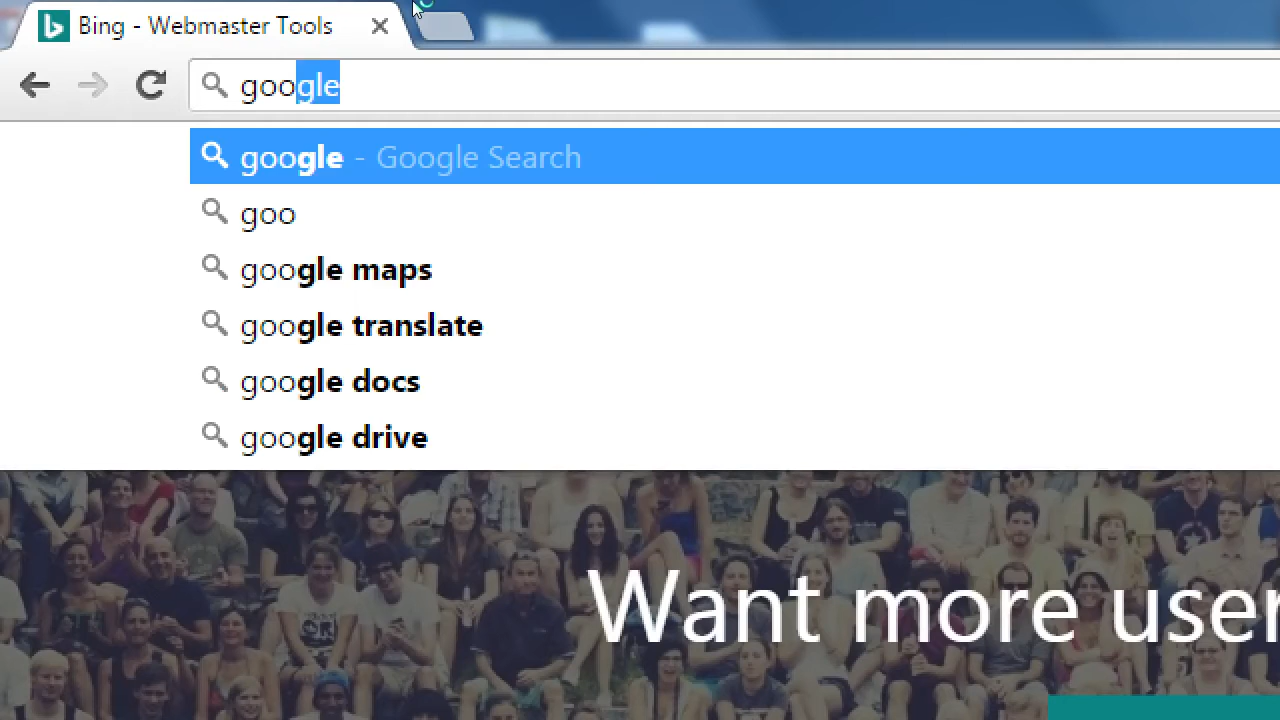 Bing - Webmaster Tools
google
google - Google Search
goo
google maps
google translate
google docs
google drive
Want more user